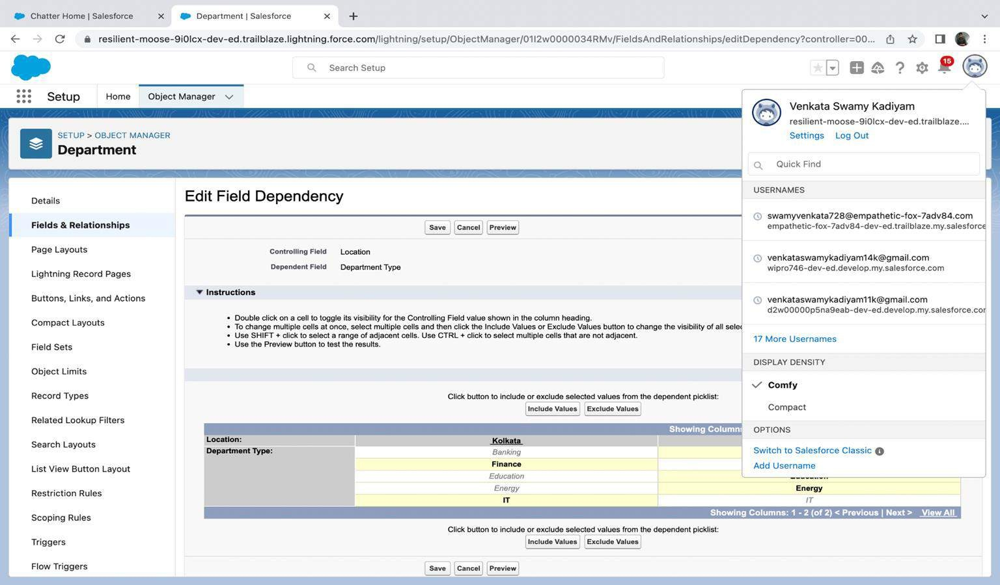 Chatter Home | Salesforce
Department | Salesforce
resilient-moose-9i0lcx-dev-ed.trailblaze.lightning.force.com/lightning/setup/ObjectManager/01I2w0000034RMv/FieldsAndRelationships/editDependency?controller=00...
Search Setup
15
Setup
Home
Object Manager
SETUP > OBJECT MANAGER
Department
Details
Fields & Relationships
Page Layouts
Lightning Record Pages
Buttons, Links, and Actions
Compact Layouts
Field Sets
Object Limits
Record Types
Related Lookup Filters
Search Layouts
List View Button Layout
Restriction Rules
Scoping Rules
Triggers
Flow Triggers
Edit Field Dependency
Save Cancel Preview
Controlling Field Location
Dependent Field Department Type
Instructions
• Double click on a cell to toggle its visibility for the Controlling Field value shown in the column heading.
• To change multiple cells at once, select multiple cells and then click the Include Values or Exclude Values button to change the visibility of all selec
• Use SHIFT + click to select a range of adjacent cells. Use CTRL + click to select multiple cells that are not adjacent.
• Use the Preview button to test the results.
Click button to include or exclude selected values from the dependent picklist:
Include Values Exclude Values
Showing Column
Location: Kolkata
Department Type: Banking
Finance
Education Education
Energy Energy
IT IT
Showing Columns: 1 - 2 (of 2) < Previous | Next > View All
Click button to include or exclude selected values from the dependent picklist:
Include Values Exclude Values
Save Cancel Preview
Venkata Swamy Kadiyam
resilient-moose-9i0lcx-dev-ed.trailblaze....
Settings Log Out
Quick Find
USERNAMES
swamyvenkata728@empathetic-fox-7adv84.com
empathetic-fox-7adv84-dev-ed.trailblaze.my.salesforce
venkataswamykadiyam14k@gmail.com
wipro746-dev-ed.develop.my.salesforce.com
venkataswamykadiyam11k@gmail.com
d2w00000p5na9eab-dev-ed.develop.my.salesforce.cor
17 More Usernames
DISPLAY DENSITY
Comfy
Compact
OPTIONS
Switch to Salesforce Classic
Add Username